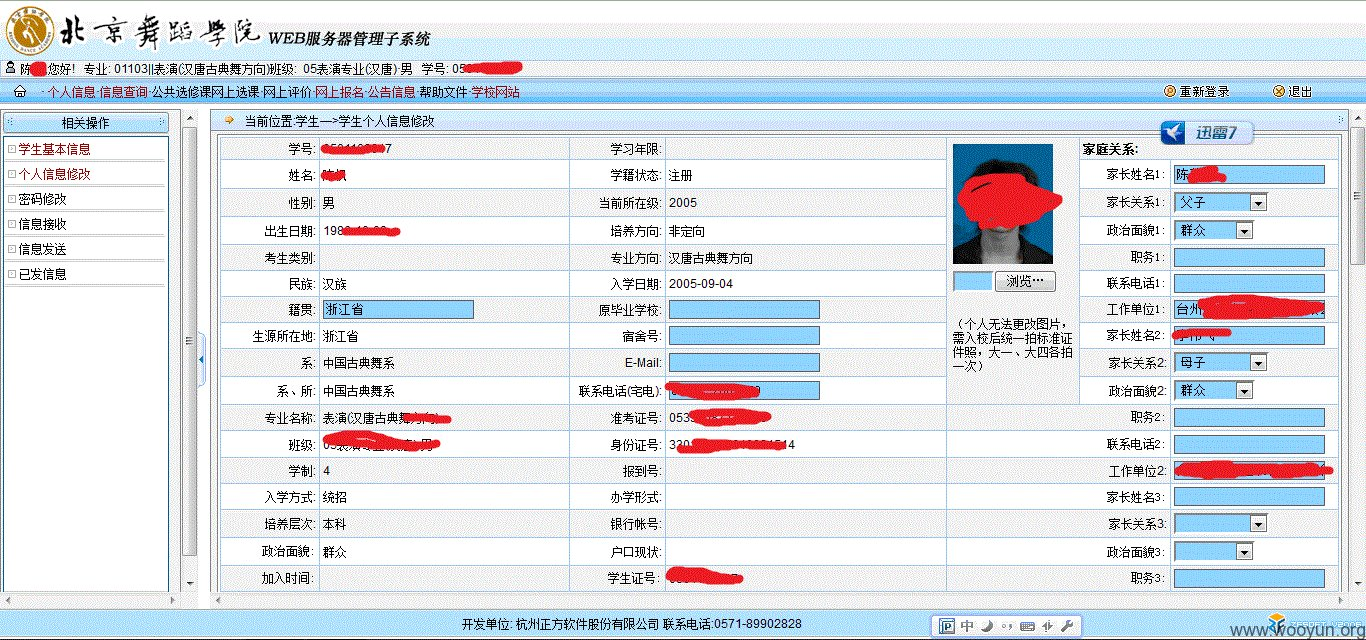 北京舞蹈学院 WEB服务器管理子系统
陈 您好! 专业: 01103||表演(汉唐古典舞方向)班级: 05表演专业(汉唐)·男 学号: 05
·个人信息·信息查询·公共选修课网上选课·网上评价·网上报名·公告信息·帮助文件·学校网站 重新登录 退出
相关操作
学生基本信息
个人信息修改
密码修改
信息接收
信息发送
已发信息
当前位置:学生—>学生个人信息修改
迅雷7
学号: 7 学习年限:
姓名: 学籍状态: 注册
性别: 男 当前所在级: 2005
出生日期: 198 培养方向: 非定向
考生类别: 专业方向: 汉唐古典舞方向
民族: 汉族 入学日期: 2005-09-04
籍贯: 浙江省 原毕业学校:
生源所在地: 浙江省 宿舍号:
系: 中国古典舞系 E-Mail:
系、所: 中国古典舞系 联系电话(宅电):
专业名称: 表演(汉唐古典舞 准考证号: 053
班级: 男 身份证号: 4
学制: 4 报到号:
入学方式: 统招 办学形式:
培养层次: 本科 银行帐号:
政治面貌: 群众 户口现状:
加入时间: 学生证号:
浏览…
（个人无法更改图片，
需入校后统一拍标准证
件照，大一、大四各拍
一次）
家庭关系:
家长姓名1: 陈
家长关系1: 父子
政治面貌1: 群众
职务1:
联系电话1:
工作单位1: 台州
家长姓名2:
家长关系2: 母子
政治面貌2: 群众
职务2:
联系电话2:
工作单位2:
家长姓名3:
家长关系3:
政治面貌3:
职务3:
开发单位: 杭州正方软件股份有限公司 联系电话:0571-89902828
中
www.wooyun.org